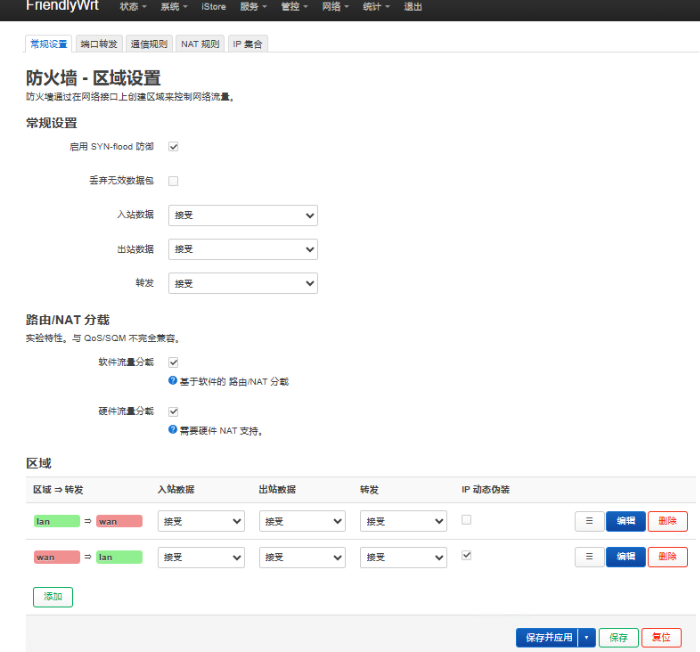 FriendlyWrt 状态 系统 iStore 服务 管控 网络 统计 退出
常规设置 端口转发 通信规则 NAT 规则 IP 集合
防火墙 - 区域设置
防火墙通过在网络接口上创建区域来控制网络流量。
常规设置
启用 SYN-flood 防御
丢弃无效数据包
入站数据 接受
出站数据 接受
转发 接受
路由/NAT 分载
实验特性。与 QoS/SQM 不完全兼容。
软件流量分载
基于软件的 路由/NAT 分载
硬件流量分载
需要硬件 NAT 支持。
区域
区域 ⇒ 转发 入站数据 出站数据 转发 IP 动态伪装
lan ⇒ wan 接受 接受 接受 ☰ 编辑 删除
wan ⇒ lan 接受 接受 接受 ☰ 编辑 删除
添加
保存并应用 保存 复位